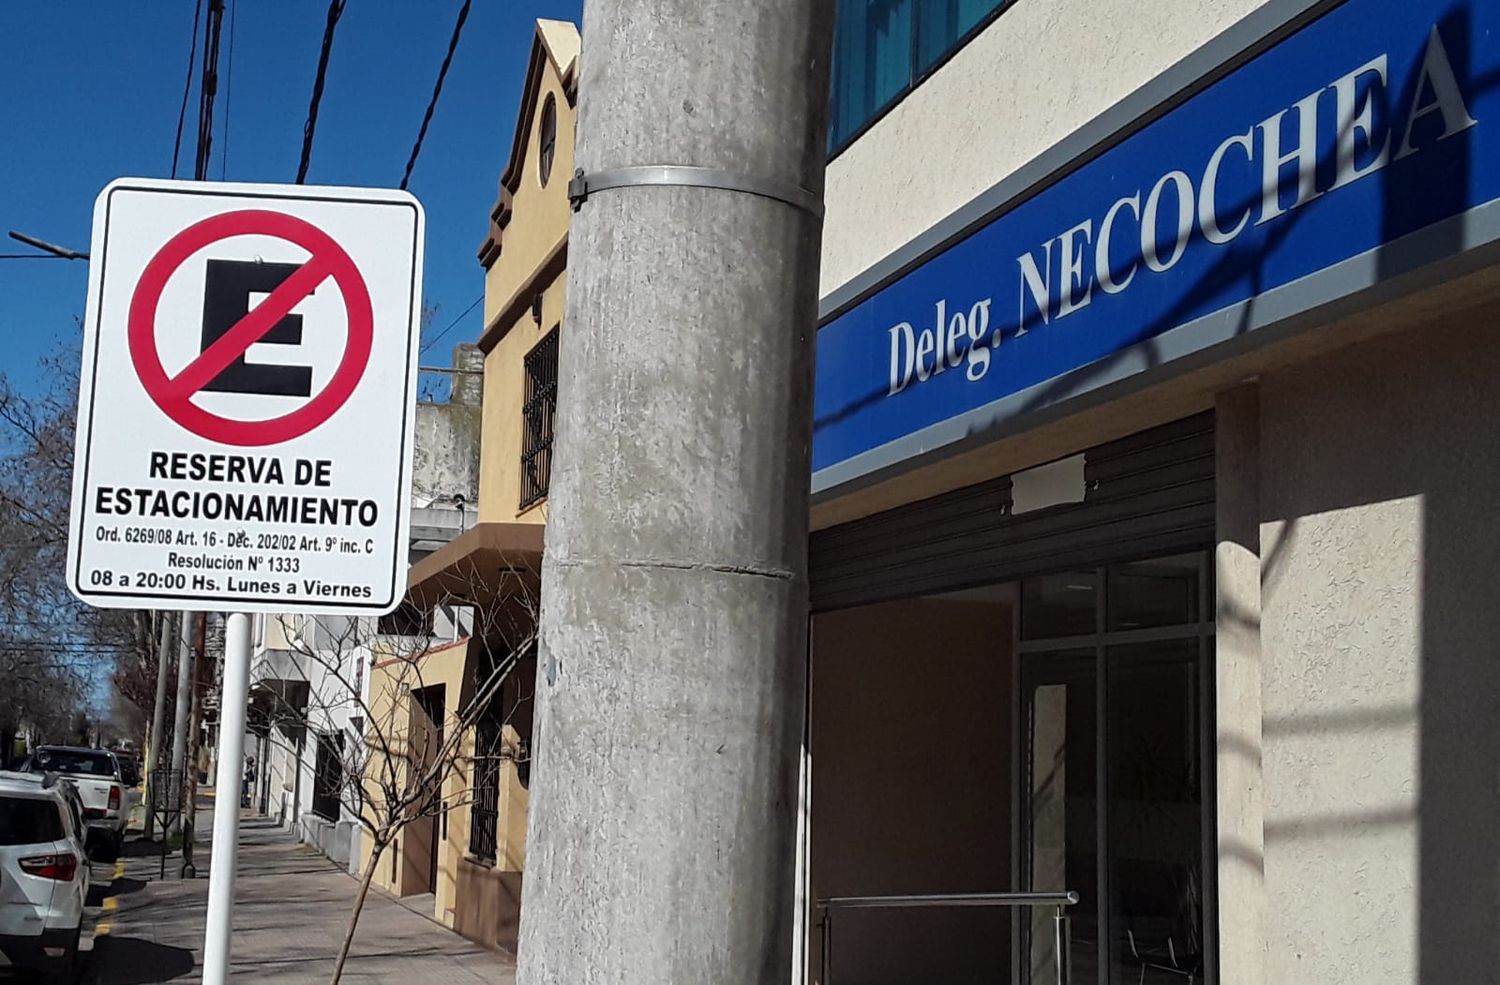 E
RESERVA DE
ESTACIONAMIENTO
Ord. 6269/08 Art. 16 - Dec. 202/02 Art. 9º inc. C
Resolución Nº 1333
08 a 20:00 Hs. Lunes a Viernes
Deleg. NECOCHEA